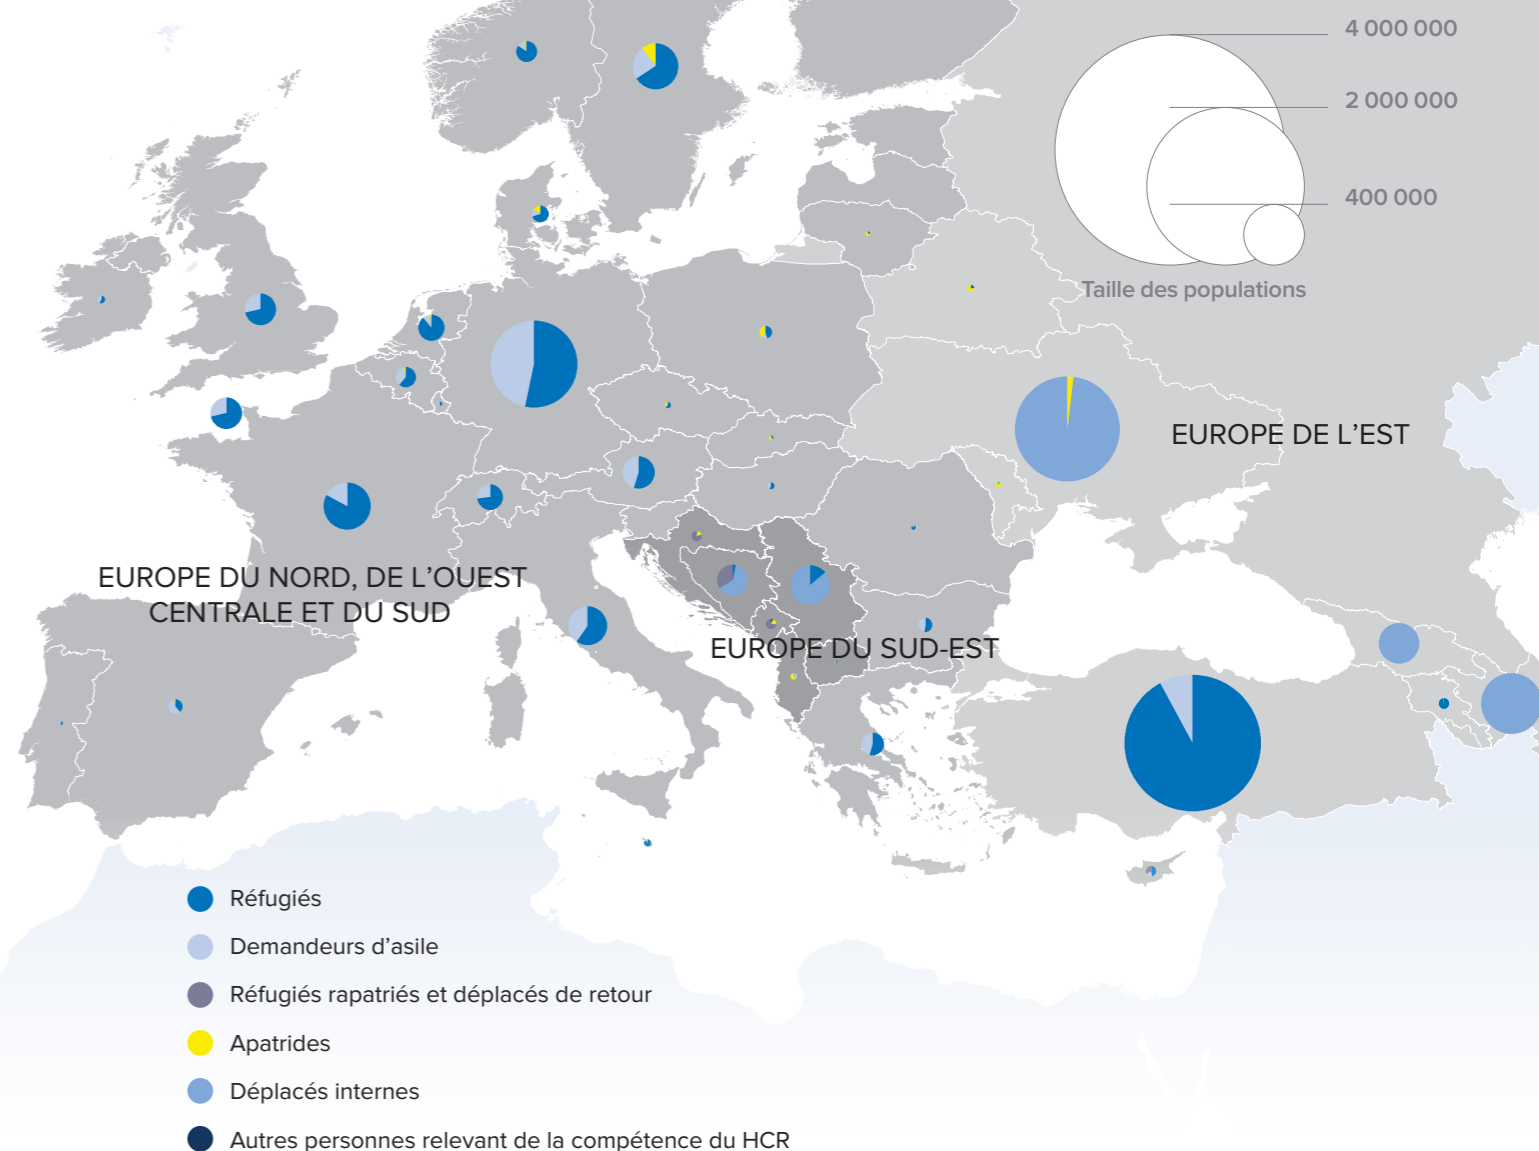 4 000 000
2 000 000
400 000
Taille des populations
EUROPE DE L’EST
EUROPE DU NORD, DE L’OUEST
CENTRALE ET DU SUD
EUROPE DU SUD-EST
Réfugiés
Demandeurs d’asile
Réfugiés rapatriés et déplacés de retour
Apatrides
Déplacés internes
Autres personnes relevant de la compétence du HCR